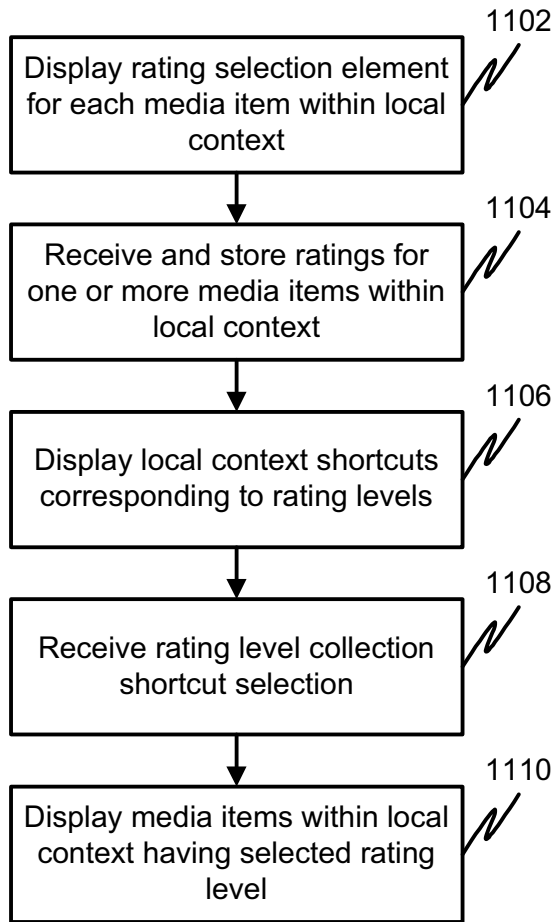 1102
Display rating selection element
for each media item within local
context
1104
Receive and store ratings for
one or more media items within
local context
1106
Display local context shortcuts
corresponding to rating levels
1108
Receive rating level collection
shortcut selection
1110
Display media items within local
context having selected rating
level